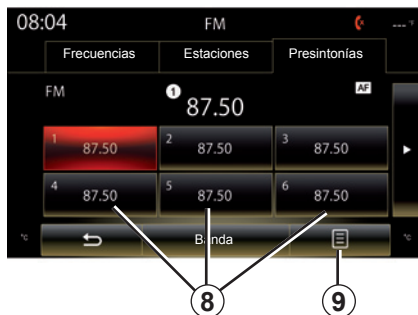 08:04 FM ---°F
Frecuencias Estaciones Presintonías
FM 1 87.50 AF
1 87.50 2 87.50 3 87.50
4 87.50 5 87.50 6 87.50
°C Banda °C
8 9